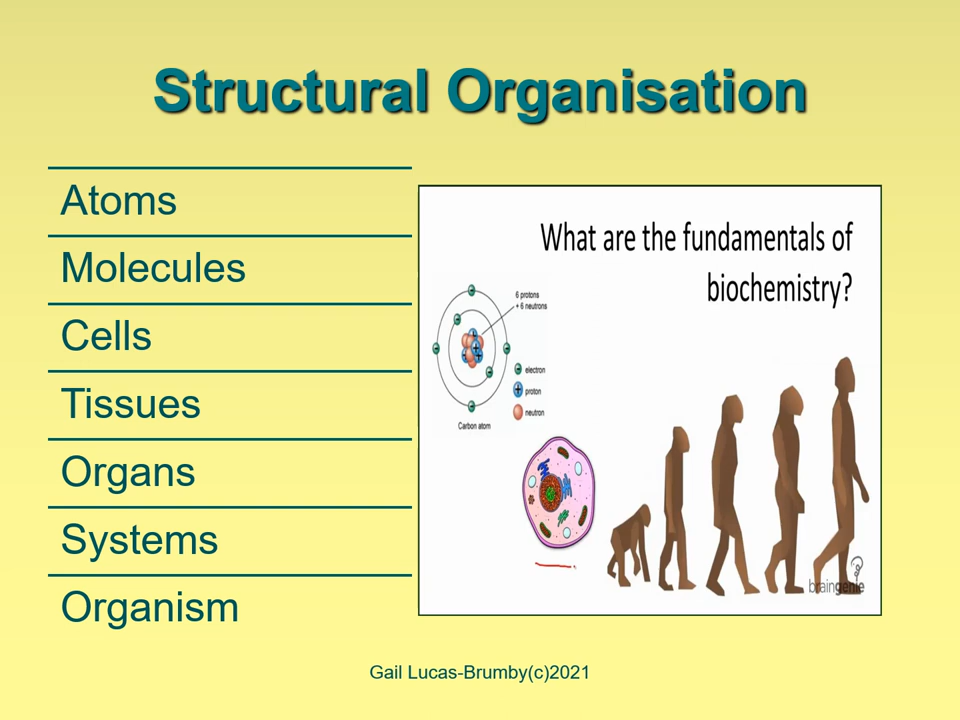 Structural Organisation
Atoms
Molecules
Cells
Tissues
Organs
Systems
Organism
What are the fundamentals of
biochemistry?
6 protons
+ 6 neutrons
electron
proton
neutron
Carbon atom
braingenie
Gail Lucas-Brumby(c)2021